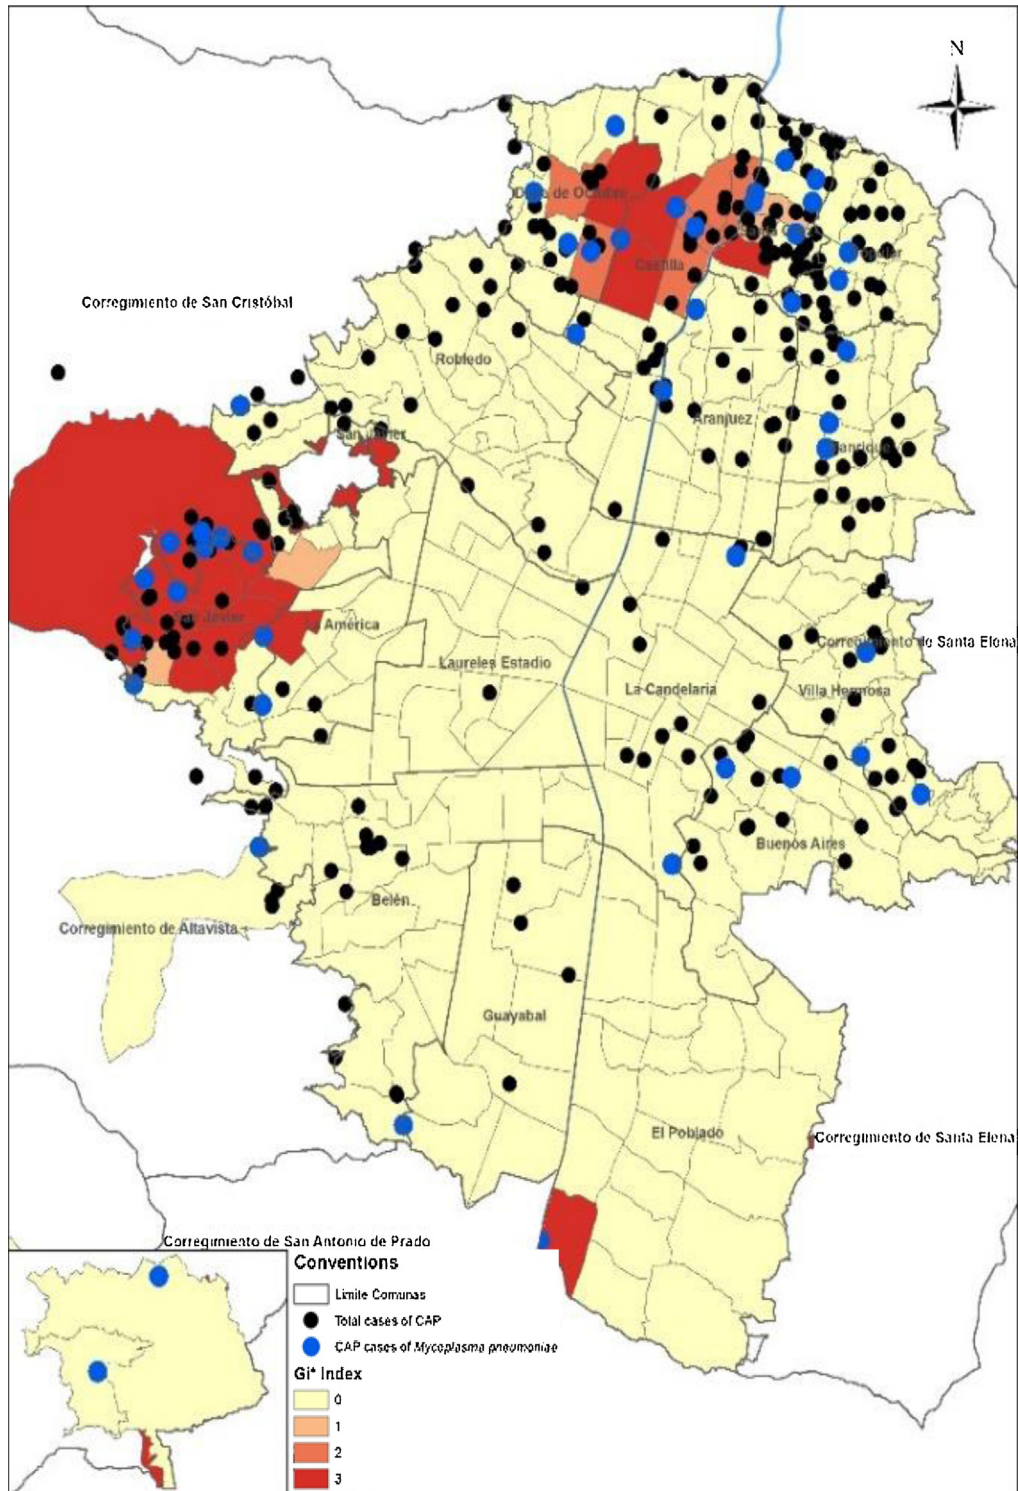 N
Doce de Octubre
Santa Cruz
Popular
Castilla
Corregimiento de San Cristóbal
Robledo
Aranjuez
San Javier
Manrique
San Javier
La América
Corregimiento de Santa Elena
Laureles Estadio
La Candelaria
Villa Hermosa
Buenos Aires
Belén
Corregimiento de Altavista
Guayabal
El Poblado
Corregimiento de Santa Elena
Corregimiento de San Antonio de Prado
Conventions
Limite Comunas
Total cases of CAP
CAP cases of Mycoplasma pneumoniae
Gi* Index
0
1
2
3